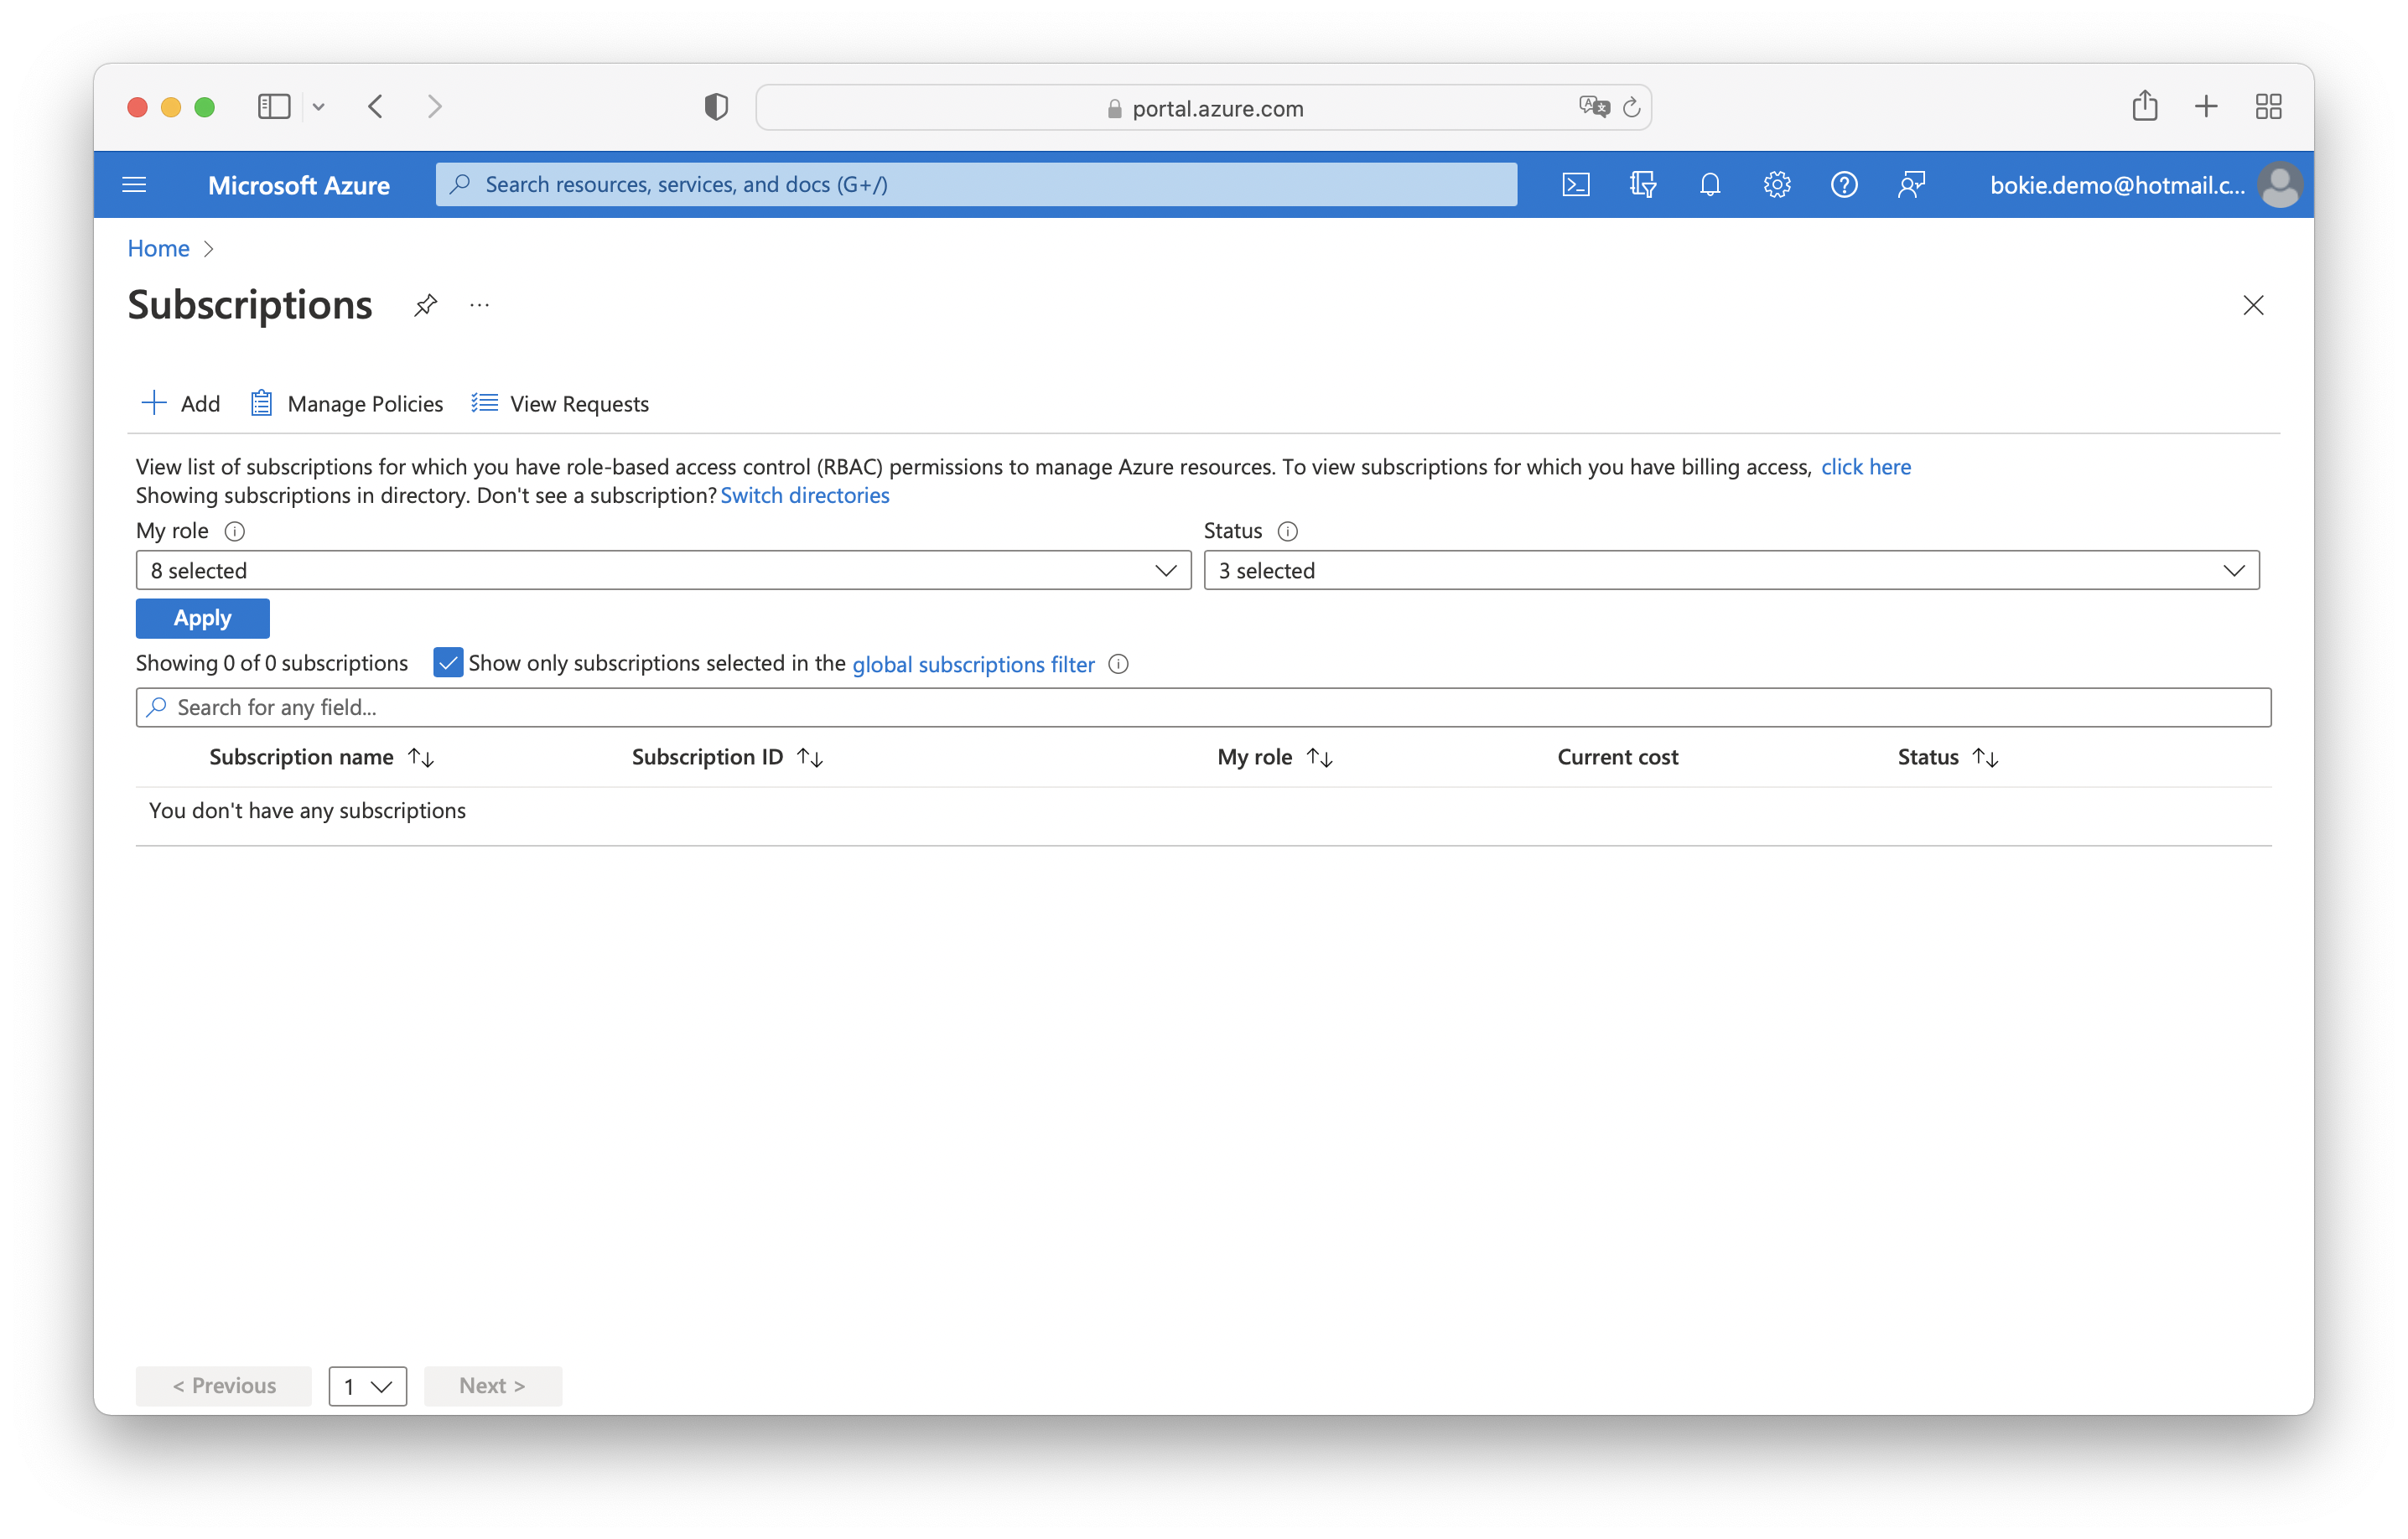 portal.azure.com
Microsoft Azure
Search resources, services, and docs (G+/)
bokie.demo@hotmail.c...
Home
Subscriptions
Add
Manage Policies
View Requests
View list of subscriptions for which you have role-based access control (RBAC) permissions to manage Azure resources. To view subscriptions for which you have billing access, click here
Showing subscriptions in directory. Don't see a subscription? Switch directories
My role
Status
8 selected
3 selected
Apply
Showing 0 of 0 subscriptions
Show only subscriptions selected in the global subscriptions filter
Search for any field...
Subscription name ↑↓ Subscription ID ↑↓ My role ↑↓ Current cost Status ↑↓
You don't have any subscriptions
< Previous
1
Next >